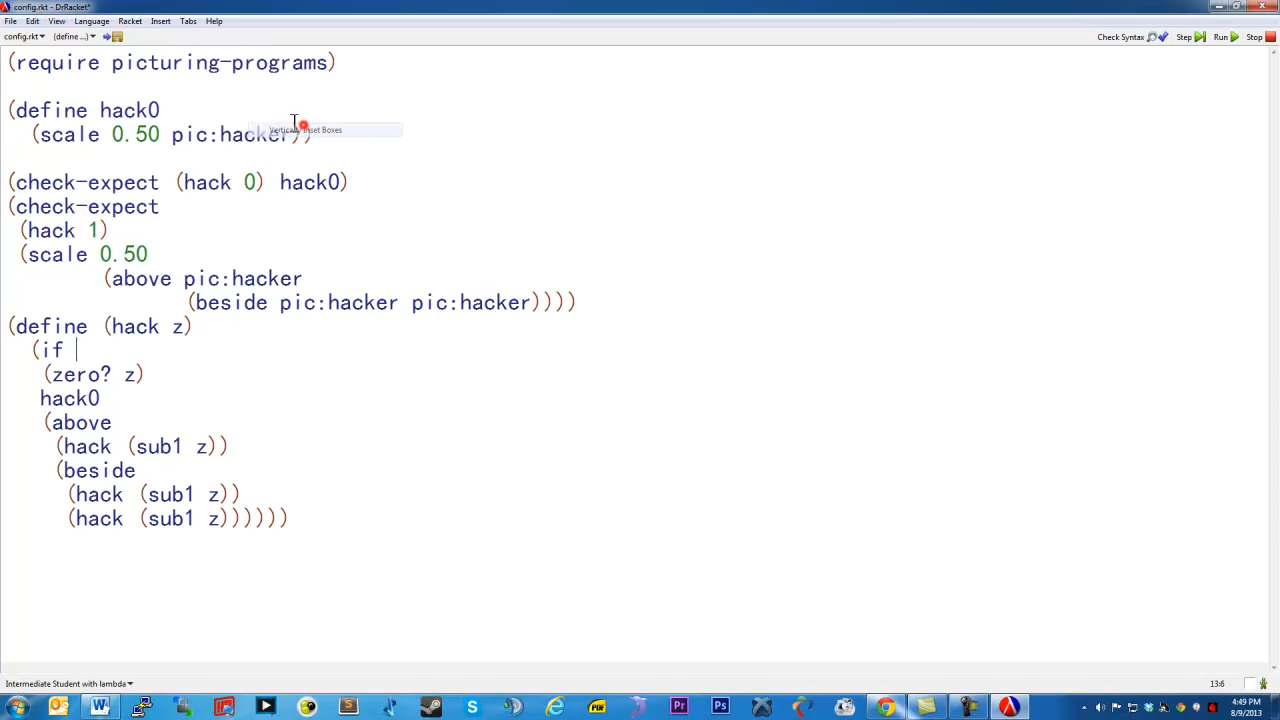 config.rkt - DrRacket*
File Edit View Language Racket Insert Tabs Help
config.rkt (define ...) Check Syntax Step Run Stop
(require picturing-programs)
(define hack0
Vertically Inset Boxes
(scale 0.50 pic:hacker))
(check-expect (hack 0) hack0)
(check-expect
(hack 1)
(scale 0.50
(above pic:hacker
(beside pic:hacker pic:hacker))))
(define (hack z)
(if
(zero? z)
hack0
(above
(hack (sub1 z))
(beside
(hack (sub1 z))
(hack (sub1 z))))))
Intermediate Student with lambda 13:6
4:49 PM
8/9/2013